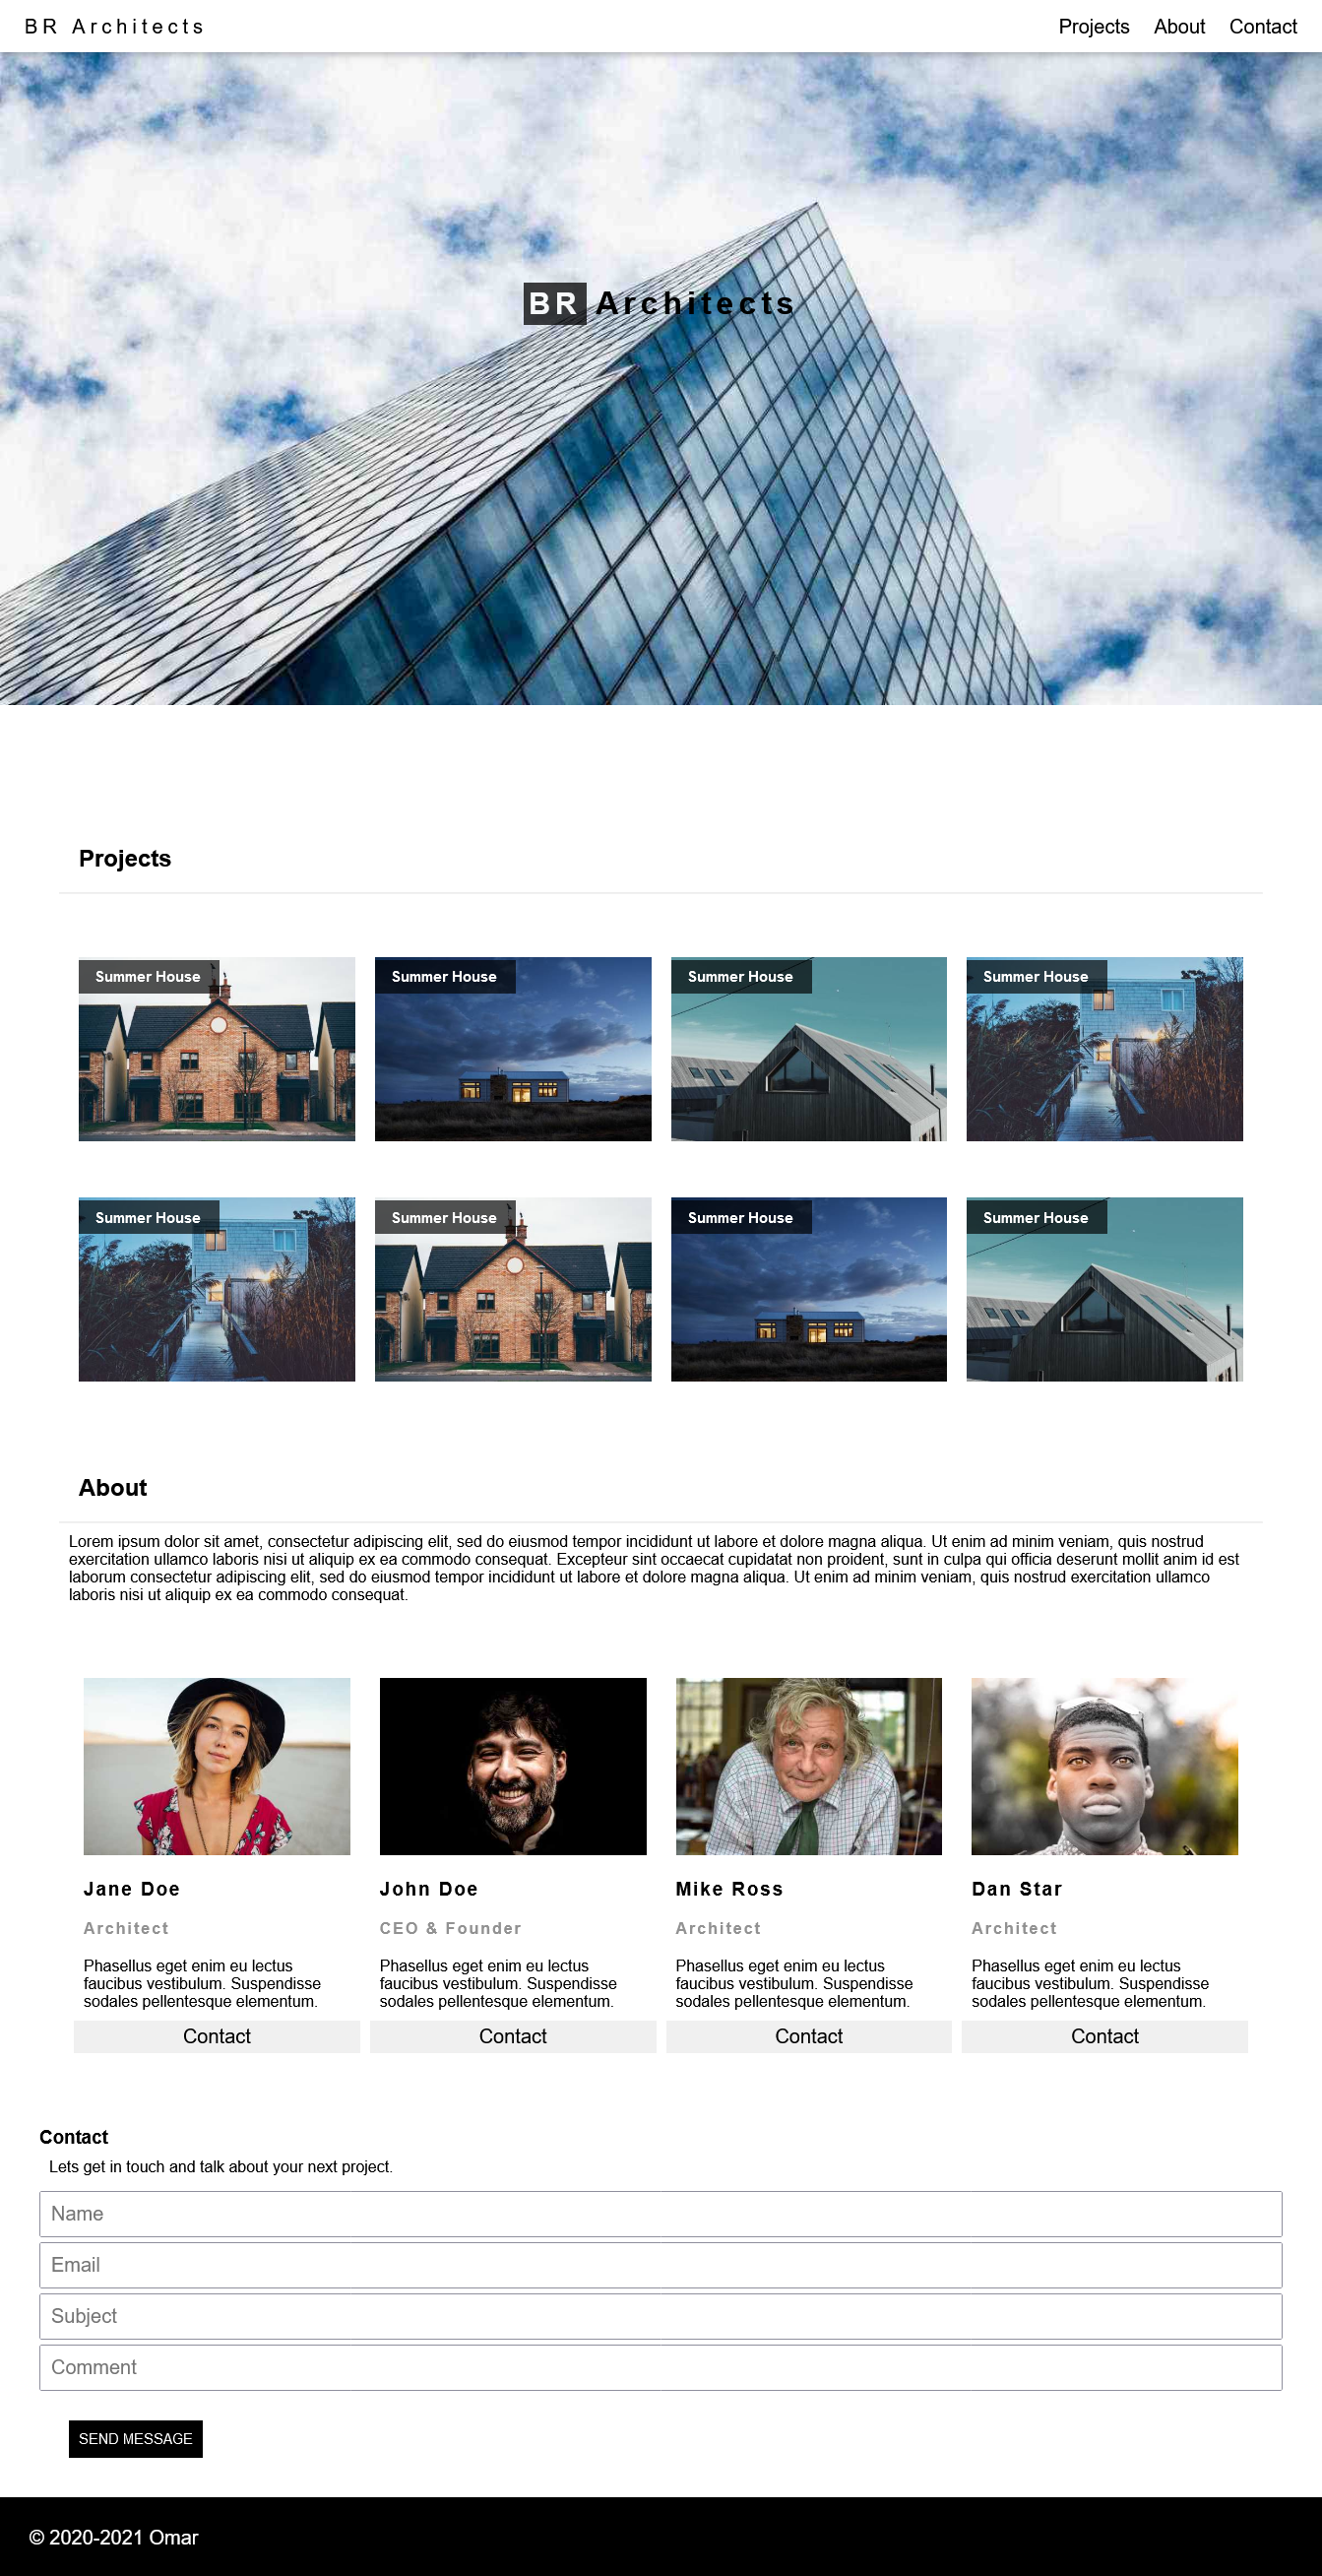 BR Architects
Projects About Contact
BR Architects
Projects
Summer House
Summer House
Summer House
Summer House
Summer House
Summer House
Summer House
Summer House
About
Lorem ipsum dolor sit amet, consectetur adipiscing elit, sed do eiusmod tempor incididunt ut labore et dolore magna aliqua. Ut enim ad minim veniam, quis nostrud
exercitation ullamco laboris nisi ut aliquip ex ea commodo consequat. Excepteur sint occaecat cupidatat non proident, sunt in culpa qui officia deserunt mollit anim id est
laborum consectetur adipiscing elit, sed do eiusmod tempor incididunt ut labore et dolore magna aliqua. Ut enim ad minim veniam, quis nostrud exercitation ullamco
laboris nisi ut aliquip ex ea commodo consequat.
Jane Doe
Architect
Phasellus eget enim eu lectus
faucibus vestibulum. Suspendisse
sodales pellentesque elementum.
Contact
John Doe
CEO & Founder
Phasellus eget enim eu lectus
faucibus vestibulum. Suspendisse
sodales pellentesque elementum.
Contact
Mike Ross
Architect
Phasellus eget enim eu lectus
faucibus vestibulum. Suspendisse
sodales pellentesque elementum.
Contact
Dan Star
Architect
Phasellus eget enim eu lectus
faucibus vestibulum. Suspendisse
sodales pellentesque elementum.
Contact
Contact
Lets get in touch and talk about your next project.
Name
Email
Subject
Comment
SEND MESSAGE
© 2020-2021 Omar